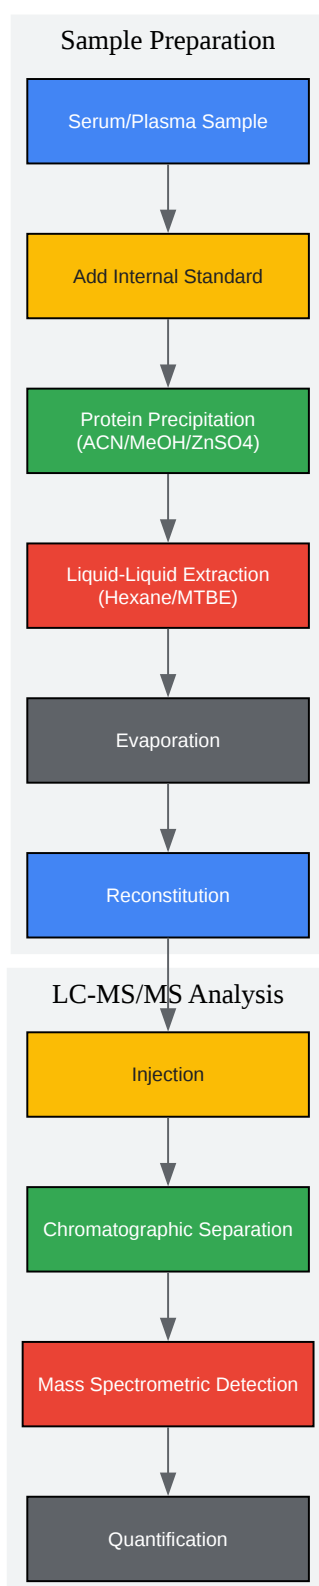 Sample Preparation
Serum/Plasma Sample
Add Internal Standard
Protein Precipitation
(ACN/MeOH/ZnSO4)
Liquid-Liquid Extraction
(Hexane/MTBE)
Evaporation
Reconstitution
LC-MS/MS Analysis
Injection
Chromatographic Separation
Mass Spectrometric Detection
Quantification